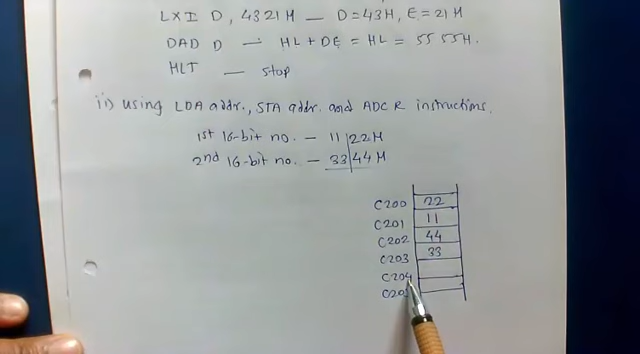 LXI D, 4321H — D=43H, E=21H
DAD D — HL+DE = HL = 5555H.
HLT — stop
ii) using LDA addr., STA addr. and ADC R instructions.
1st 16-bit no. — 11|22H
2nd 16-bit no. — 33|44H
C200 22
C201 11
C202 44
C203 33
C204